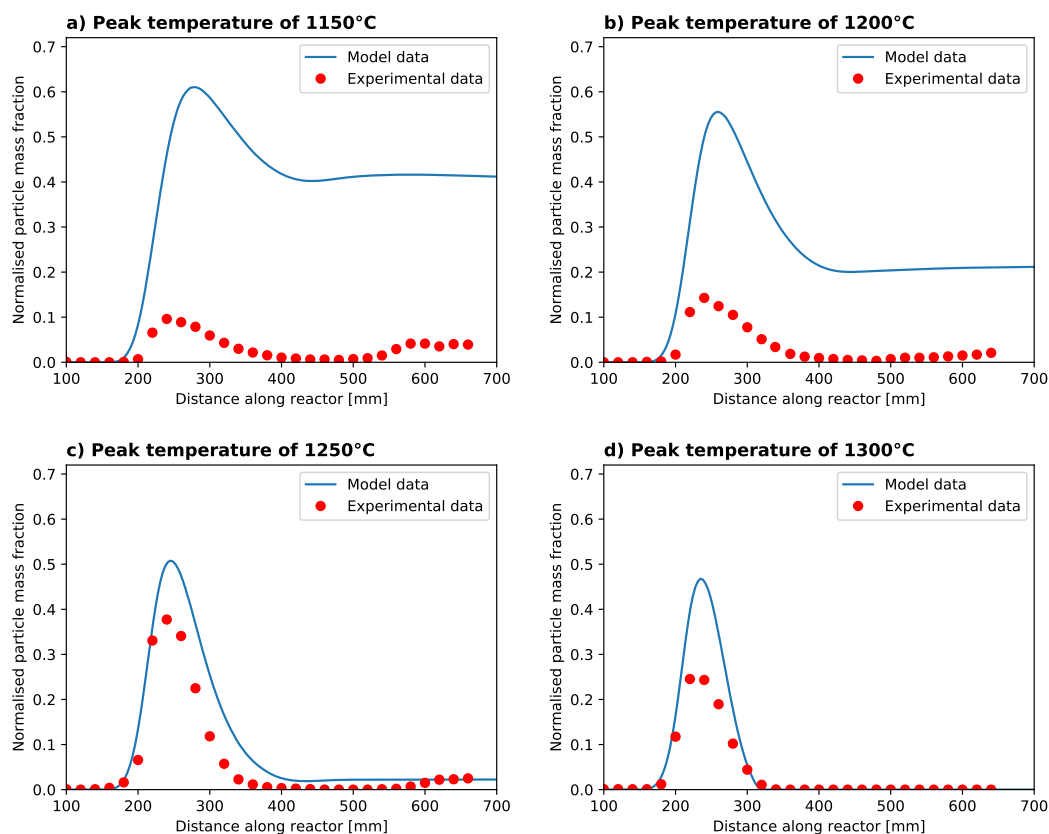 a) Peak temperature of 1150°C
Normalised particle mass fraction
0.7
0.6
0.5
0.4
0.3
0.2
0.1
0.0
Model data
Experimental data
100 200 300 400 500 600 700
Distance along reactor [mm]
b) Peak temperature of 1200°C
Normalised particle mass fraction
0.7
0.6
0.5
0.4
0.3
0.2
0.1
0.0
Model data
Experimental data
100 200 300 400 500 600 700
Distance along reactor [mm]
c) Peak temperature of 1250°C
Normalised particle mass fraction
0.7
0.6
0.5
0.4
0.3
0.2
0.1
0.0
Model data
Experimental data
100 200 300 400 500 600 700
Distance along reactor [mm]
d) Peak temperature of 1300°C
Normalised particle mass fraction
0.7
0.6
0.5
0.4
0.3
0.2
0.1
0.0
Model data
Experimental data
100 200 300 400 500 600 700
Distance along reactor [mm]